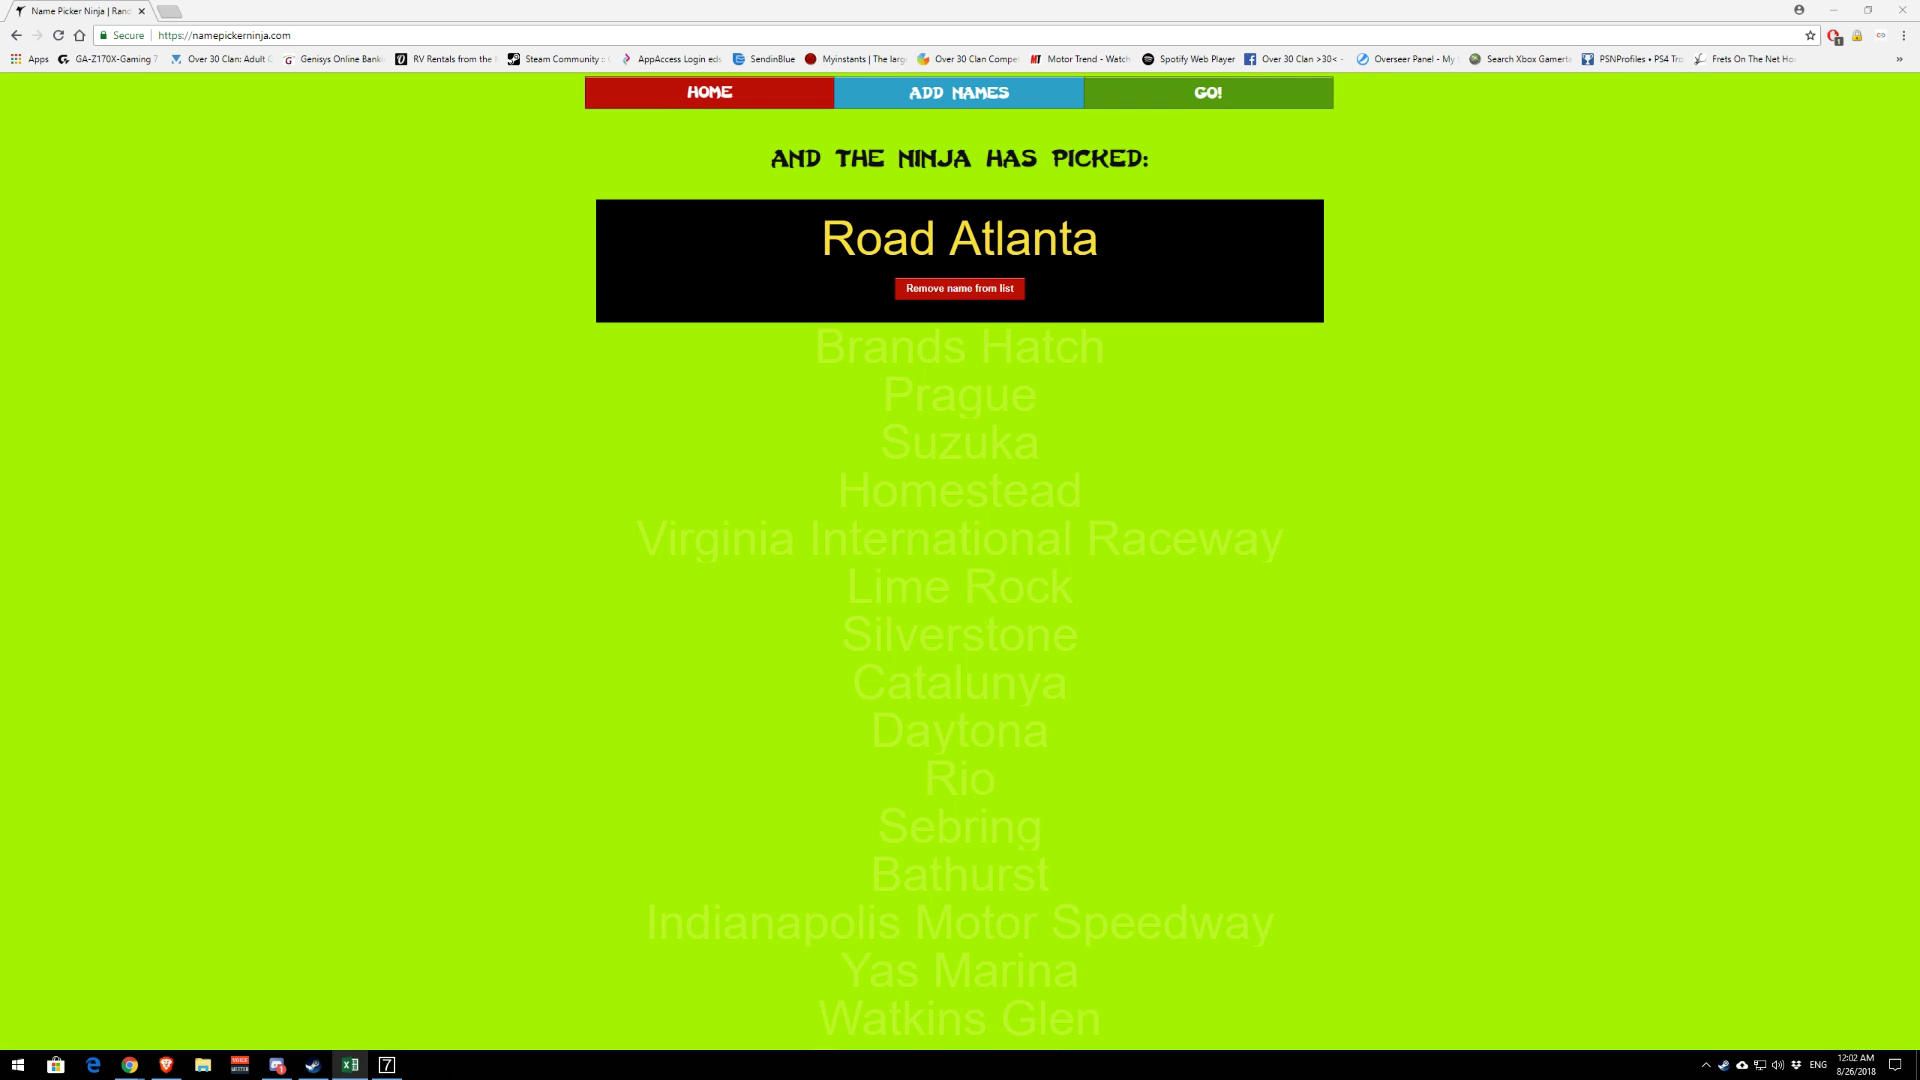 Name Picker Ninja | Rand
Secure
https://namepickerninja.com
Apps
GA-Z170X-Gaming 7
Over 30 Clan: Adult G
Genisys Online Banki
RV Rentals from the
Steam Community ::
AppAccess Login eds
SendinBlue
Myinstants | The larg
Over 30 Clan Compe
Motor Trend - Watch
Spotify Web Player
Over 30 Clan >30< -
Overseer Panel - My
Search Xbox Gamerta
PSNProfiles • PS4 Tro
Frets On The Net Ho
HOME
ADD NAMES
GO!
AND THE NINJA HAS PICKED:
Road Atlanta
Remove name from list
Brands Hatch
Prague
Suzuka
Homestead
Virginia International Raceway
Lime Rock
Silverstone
Catalunya
Daytona
Rio
Sebring
Bathurst
Indianapolis Motor Speedway
Yas Marina
Watkins Glen
ENG
12:02 AM
8/26/2018